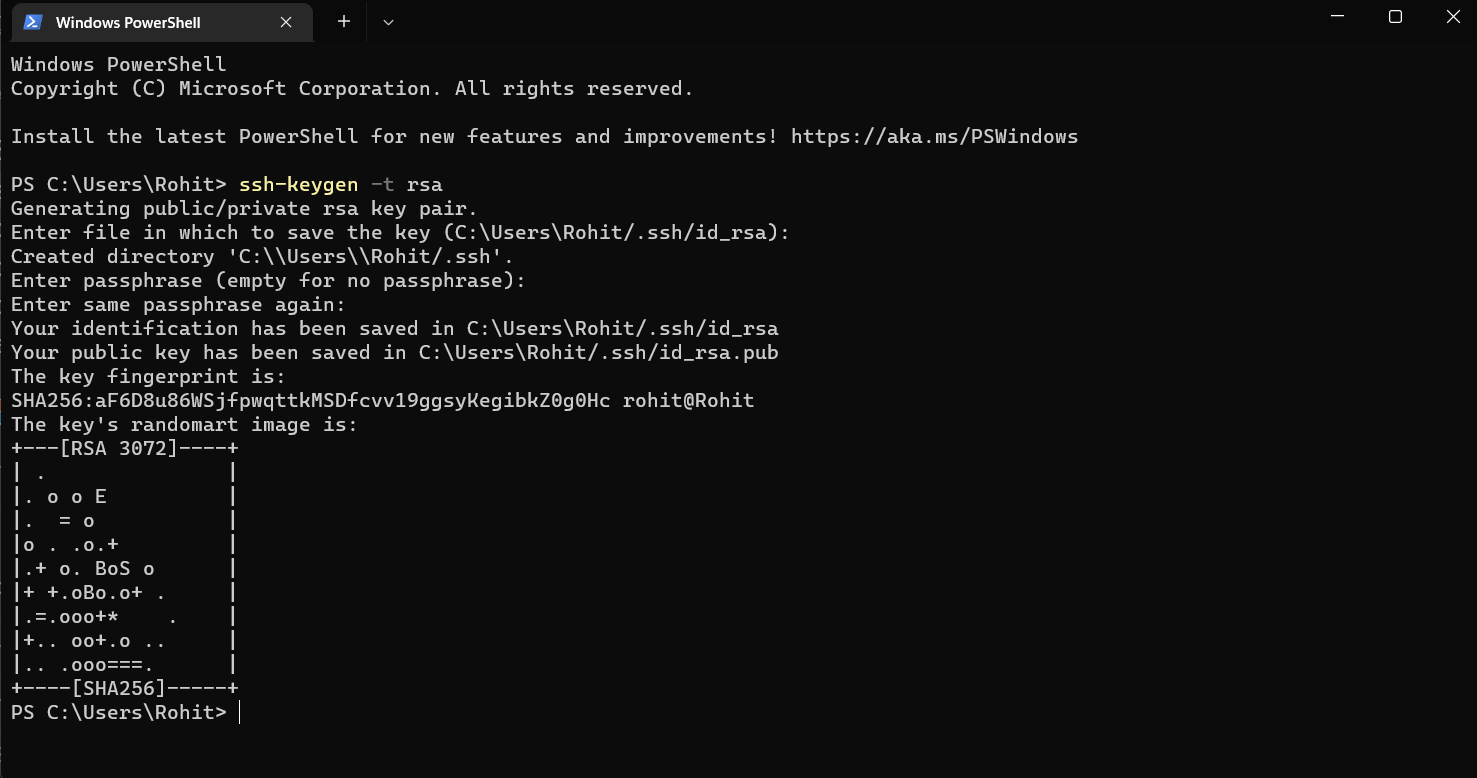 Windows PowerShell
Windows PowerShell
Copyright (C) Microsoft Corporation. All rights reserved.
Install the latest PowerShell for new features and improvements! https://aka.ms/PSWindows
PS C:\Users\Rohit> ssh-keygen -t rsa
Generating public/private rsa key pair.
Enter file in which to save the key (C:\Users\Rohit/.ssh/id_rsa):
Created directory 'C:\\Users\\Rohit/.ssh'.
Enter passphrase (empty for no passphrase):
Enter same passphrase again:
Your identification has been saved in C:\Users\Rohit/.ssh/id_rsa
Your public key has been saved in C:\Users\Rohit/.ssh/id_rsa.pub
The key fingerprint is:
SHA256:aF6D8u86WSjfpwqttkMSDfcvv19ggsyKegibkZ0g0Hc rohit@Rohit
The key's randomart image is:
+---[RSA 3072]----+
| .               |
|. o o E          |
|.  = o           |
|o . .o.+         |
|.+ o. BoS o      |
|+ +.oBo.o+ .     |
|.=.ooo+*    .    |
|+.. oo+.o ..     |
|.. .ooo===.      |
+----[SHA256]-----+
PS C:\Users\Rohit>